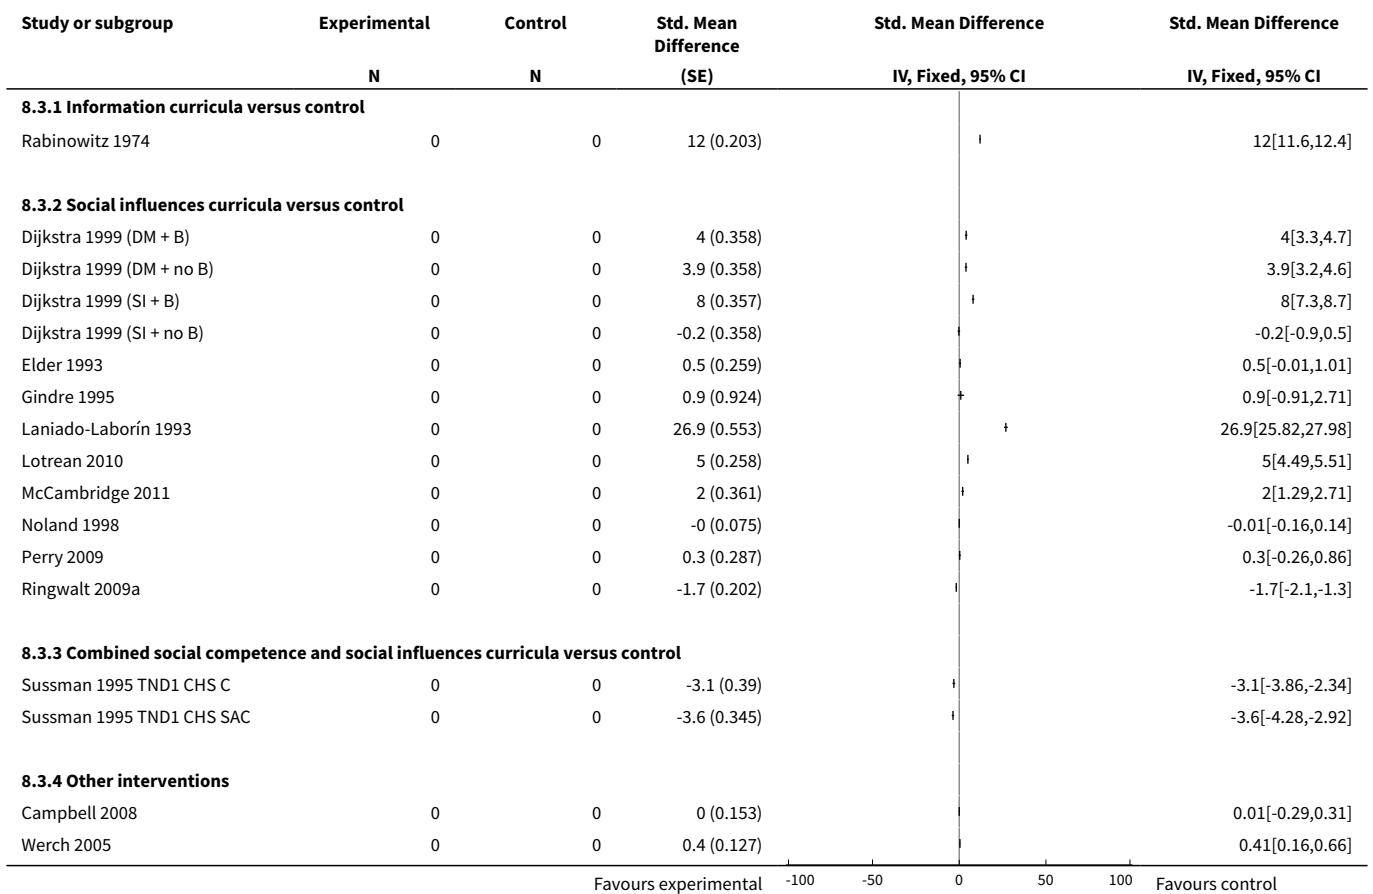 Study or subgroup Experimental Control Std. Mean Difference Std. Mean Difference Std. Mean Difference
N N (SE) IV, Fixed, 95% CI IV, Fixed, 95% CI
8.3.1 Information curricula versus control
Rabinowitz 1974 0 0 12 (0.203) 12[11.6,12.4]
8.3.2 Social influences curricula versus control
Dijkstra 1999 (DM + B) 0 0 4 (0.358) 4[3.3,4.7]
Dijkstra 1999 (DM + no B) 0 0 3.9 (0.358) 3.9[3.2,4.6]
Dijkstra 1999 (SI + B) 0 0 8 (0.357) 8[7.3,8.7]
Dijkstra 1999 (SI + no B) 0 0 -0.2 (0.358) -0.2[-0.9,0.5]
Elder 1993 0 0 0.5 (0.259) 0.5[-0.01,1.01]
Gindre 1995 0 0 0.9 (0.924) 0.9[-0.91,2.71]
Laniado-Laborín 1993 0 0 26.9 (0.553) 26.9[25.82,27.98]
Lotrean 2010 0 0 5 (0.258) 5[4.49,5.51]
McCambridge 2011 0 0 2 (0.361) 2[1.29,2.71]
Noland 1998 0 0 -0 (0.075) -0.01[-0.16,0.14]
Perry 2009 0 0 0.3 (0.287) 0.3[-0.26,0.86]
Ringwalt 2009a 0 0 -1.7 (0.202) -1.7[-2.1,-1.3]
8.3.3 Combined social competence and social influences curricula versus control
Sussman 1995 TND1 CHS C 0 0 -3.1 (0.39) -3.1[-3.86,-2.34]
Sussman 1995 TND1 CHS SAC 0 0 -3.6 (0.345) -3.6[-4.28,-2.92]
8.3.4 Other interventions
Campbell 2008 0 0 0 (0.153) 0.01[-0.29,0.31]
Werch 2005 0 0 0.4 (0.127) 0.41[0.16,0.66]
Favours experimental -100 -50 0 50 100 Favours control